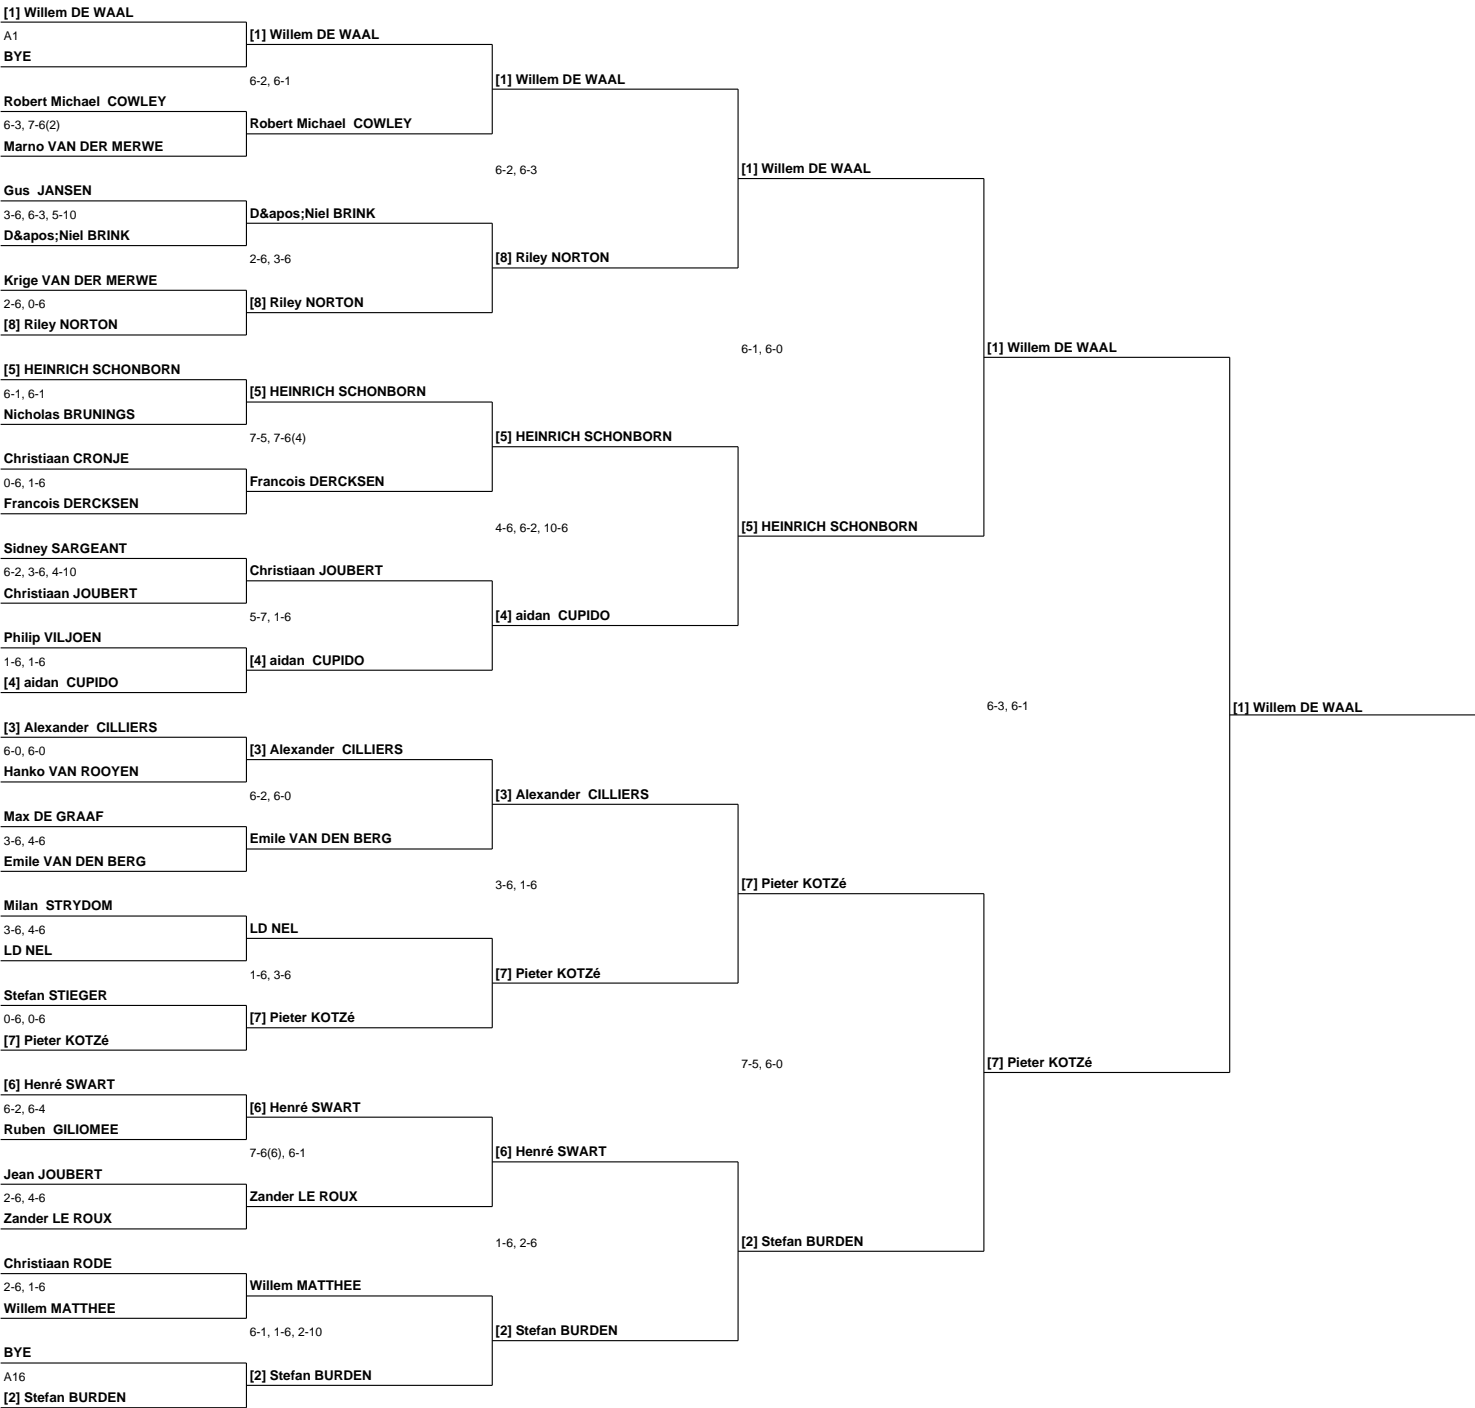 [1] Willem DE WAAL
A1
BYE
Robert Michael  COWLEY
6-3, 7-6(2)
Marno VAN DER MERWE
Gus  JANSEN
3-6, 6-3, 5-10
D&apos;Niel BRINK
Krige VAN DER MERWE
2-6, 0-6
[8] Riley NORTON
[5] HEINRICH SCHONBORN
6-1, 6-1
Nicholas BRUNINGS
Christiaan CRONJE
0-6, 1-6
Francois DERCKSEN
Sidney SARGEANT
6-2, 3-6, 4-10
Christiaan JOUBERT
Philip VILJOEN
1-6, 1-6
[4] aidan  CUPIDO
[3] Alexander  CILLIERS
6-0, 6-0
Hanko VAN ROOYEN
Max DE GRAAF
3-6, 4-6
Emile VAN DEN BERG
Milan  STRYDOM
3-6, 4-6
LD NEL
Stefan STIEGER
0-6, 0-6
[7] Pieter KOTZé
[6] Henré SWART
6-2, 6-4
Ruben  GILIOMEE
Jean JOUBERT
2-6, 4-6
Zander LE ROUX
Christiaan RODE
2-6, 1-6
Willem MATTHEE
BYE
A16
[2] Stefan BURDEN
[1] Willem DE WAAL
6-2, 6-1
Robert Michael  COWLEY
D&apos;Niel BRINK
2-6, 3-6
[8] Riley NORTON
[5] HEINRICH SCHONBORN
7-5, 7-6(4)
Francois DERCKSEN
Christiaan JOUBERT
5-7, 1-6
[4] aidan  CUPIDO
[3] Alexander  CILLIERS
6-2, 6-0
Emile VAN DEN BERG
LD NEL
1-6, 3-6
[7] Pieter KOTZé
[6] Henré SWART
7-6(6), 6-1
Zander LE ROUX
Willem MATTHEE
6-1, 1-6, 2-10
[2] Stefan BURDEN
[1] Willem DE WAAL
6-2, 6-3
[8] Riley NORTON
[5] HEINRICH SCHONBORN
4-6, 6-2, 10-6
[4] aidan  CUPIDO
[3] Alexander  CILLIERS
3-6, 1-6
[7] Pieter KOTZé
[6] Henré SWART
1-6, 2-6
[2] Stefan BURDEN
[1] Willem DE WAAL
6-1, 6-0
[5] HEINRICH SCHONBORN
[7] Pieter KOTZé
7-5, 6-0
[2] Stefan BURDEN
[1] Willem DE WAAL
6-3, 6-1
[7] Pieter KOTZé
[1] Willem DE WAAL